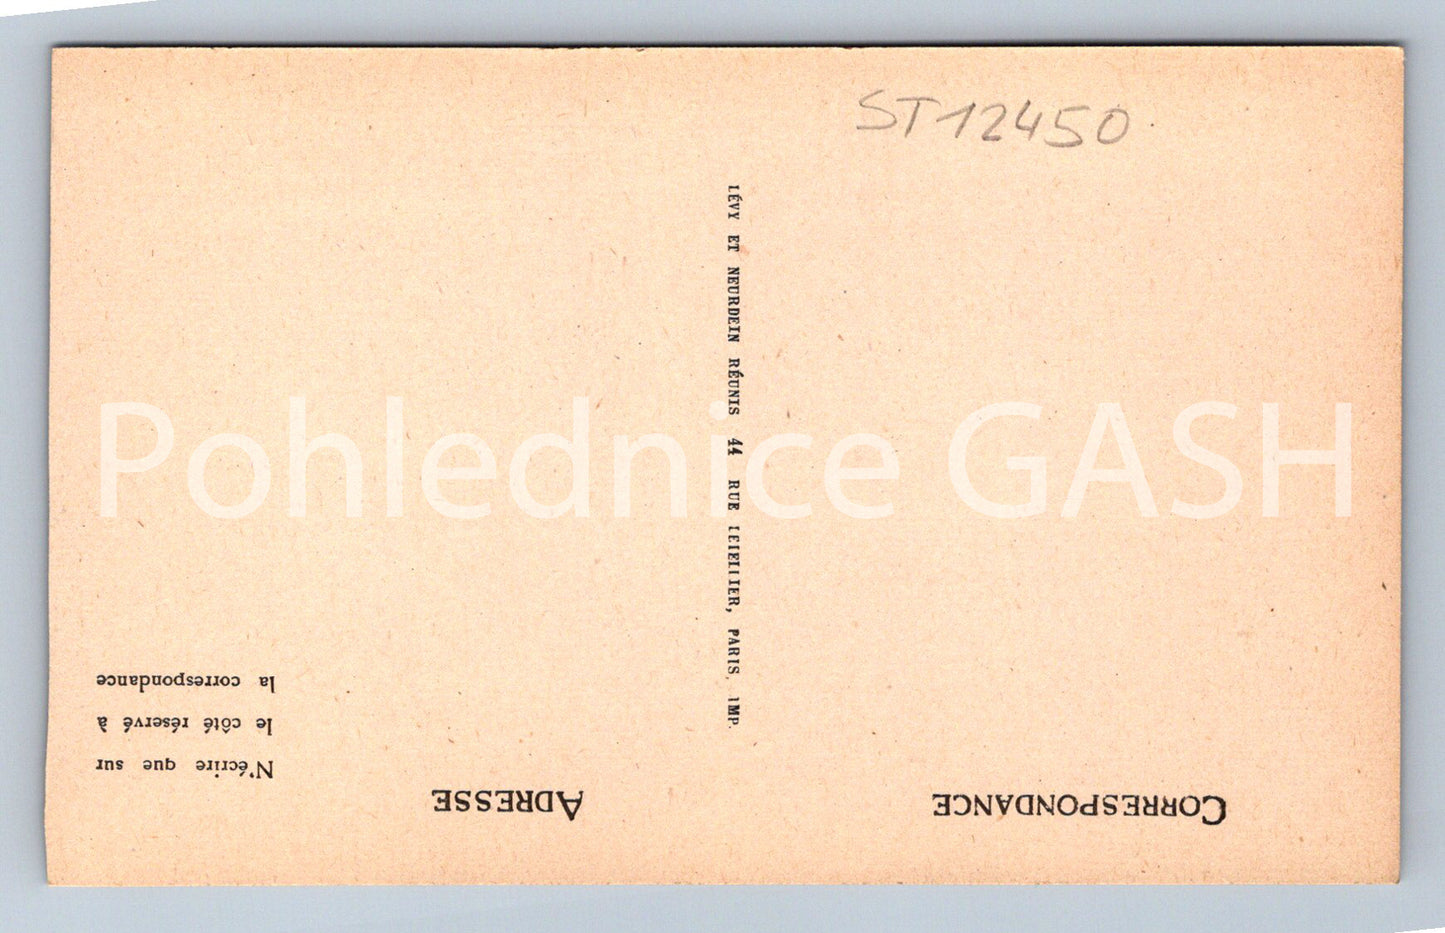 ST12450
LÉVY ET NEURDEIN RÉUNIS 44 RUE LETELLIER, PARIS. IMP.
Pohlednice GASH
CORRESPONDANCE
ADRESSE
N'écrire que sur
le côté réservé à
la correspondance